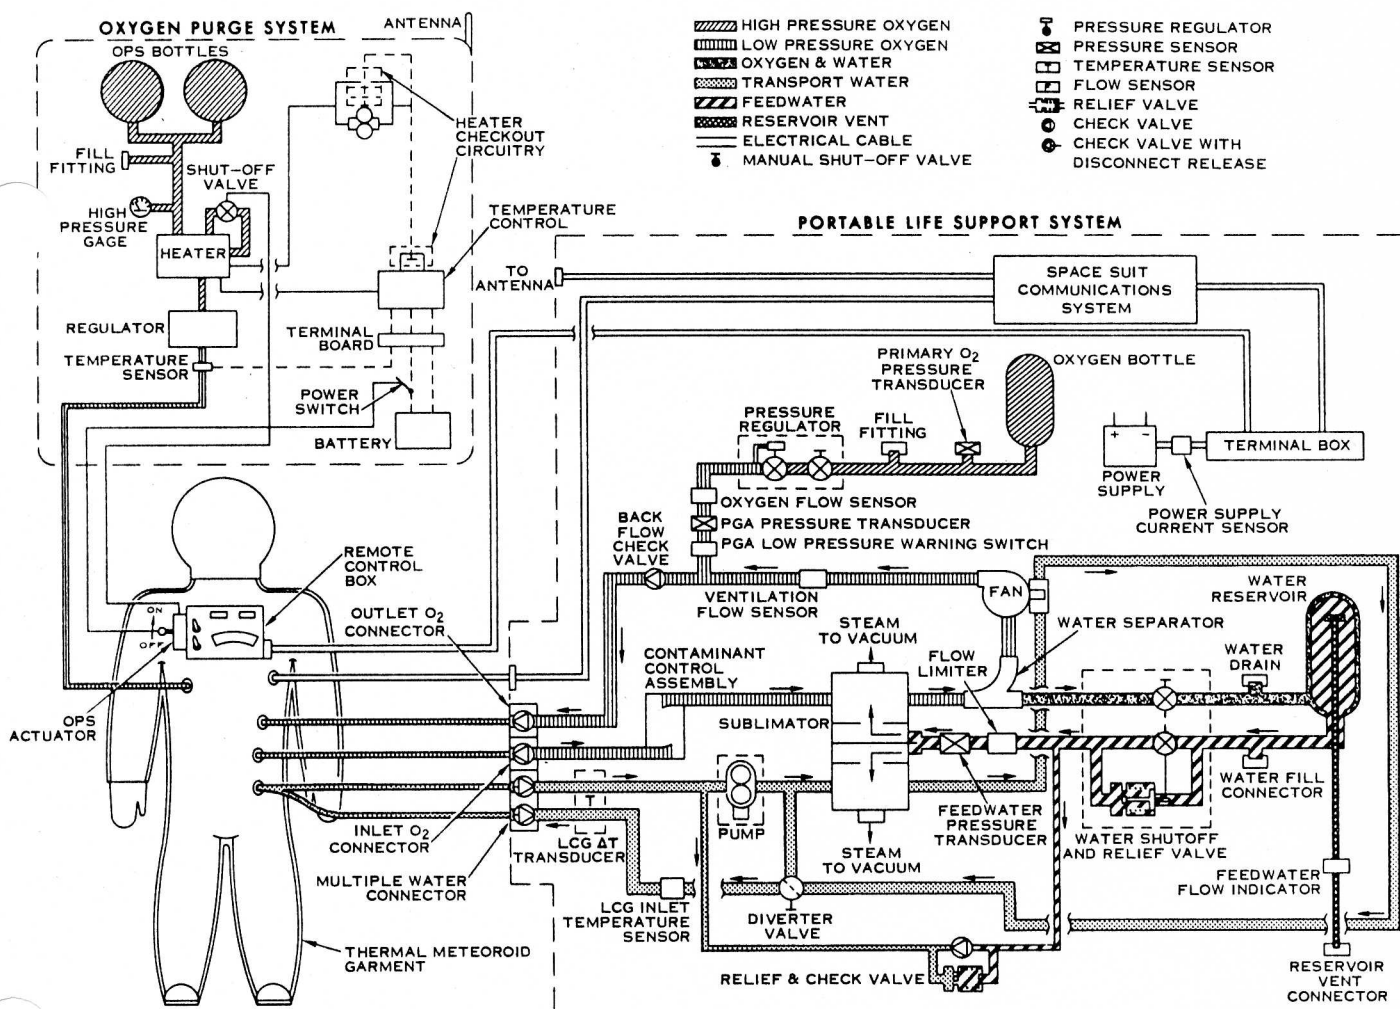 OXYGEN PURGE SYSTEM
ANTENNA
OPS BOTTLES
FILL
FITTING
SHUT-OFF
VALVE
HIGH
PRESSURE
GAGE
HEATER
HEATER
CHECKOUT
CIRCUITRY
TEMPERATURE
CONTROL
REGULATOR
TERMINAL
BOARD
TEMPERATURE
SENSOR
POWER
SWITCH
BATTERY
HIGH PRESSURE OXYGEN
LOW PRESSURE OXYGEN
OXYGEN & WATER
TRANSPORT WATER
FEEDWATER
RESERVOIR VENT
ELECTRICAL CABLE
MANUAL SHUT-OFF VALVE
PRESSURE REGULATOR
PRESSURE SENSOR
T
TEMPERATURE SENSOR
F
FLOW SENSOR
RELIEF VALVE
CHECK VALVE
CHECK VALVE WITH
DISCONNECT RELEASE
PORTABLE LIFE SUPPORT SYSTEM
TO
ANTENNA
SPACE SUIT
COMMUNICATIONS
SYSTEM
PRIMARY O2
PRESSURE
TRANSDUCER
OXYGEN BOTTLE
PRESSURE
REGULATOR
FILL
FITTING
+ -
POWER
SUPPLY
TERMINAL BOX
POWER SUPPLY
CURRENT SENSOR
OXYGEN FLOW SENSOR
PGA PRESSURE TRANSDUCER
PGA LOW PRESSURE WARNING SWITCH
BACK
FLOW
CHECK
VALVE
VENTILATION
FLOW SENSOR
FAN
WATER
RESERVOIR
REMOTE
CONTROL
BOX
ON
OFF
OUTLET O2
CONNECTOR
STEAM
TO VACUUM
WATER SEPARATOR
FLOW
LIMITER
WATER
DRAIN
CONTAMINANT
CONTROL
ASSEMBLY
SUBLIMATOR
OPS
ACTUATOR
WATER FILL
CONNECTOR
FEEDWATER
PRESSURE
TRANSDUCER
PUMP
T
INLET O2
CONNECTOR
LCG ΔT
TRANSDUCER
STEAM
TO VACUUM
WATER SHUTOFF
AND RELIEF VALVE
MULTIPLE WATER
CONNECTOR
FEEDWATER
FLOW INDICATOR
LCG INLET
TEMPERATURE
SENSOR
DIVERTER
VALVE
THERMAL METEOROID
GARMENT
RELIEF & CHECK VALVE
RESERVOIR
VENT
CONNECTOR